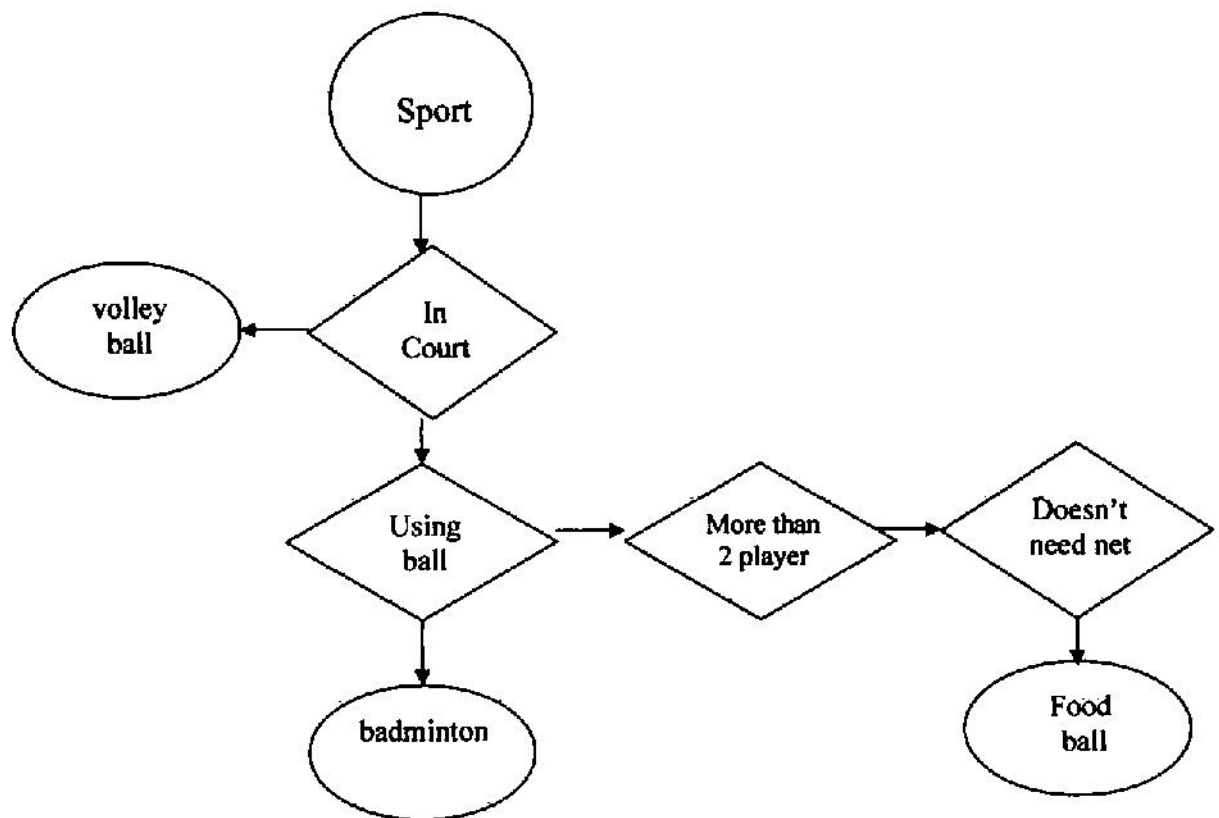 Sport
volley
ball
In
Court
Using
ball
More than
2 player
Doesn't
need net
badminton
Food
ball